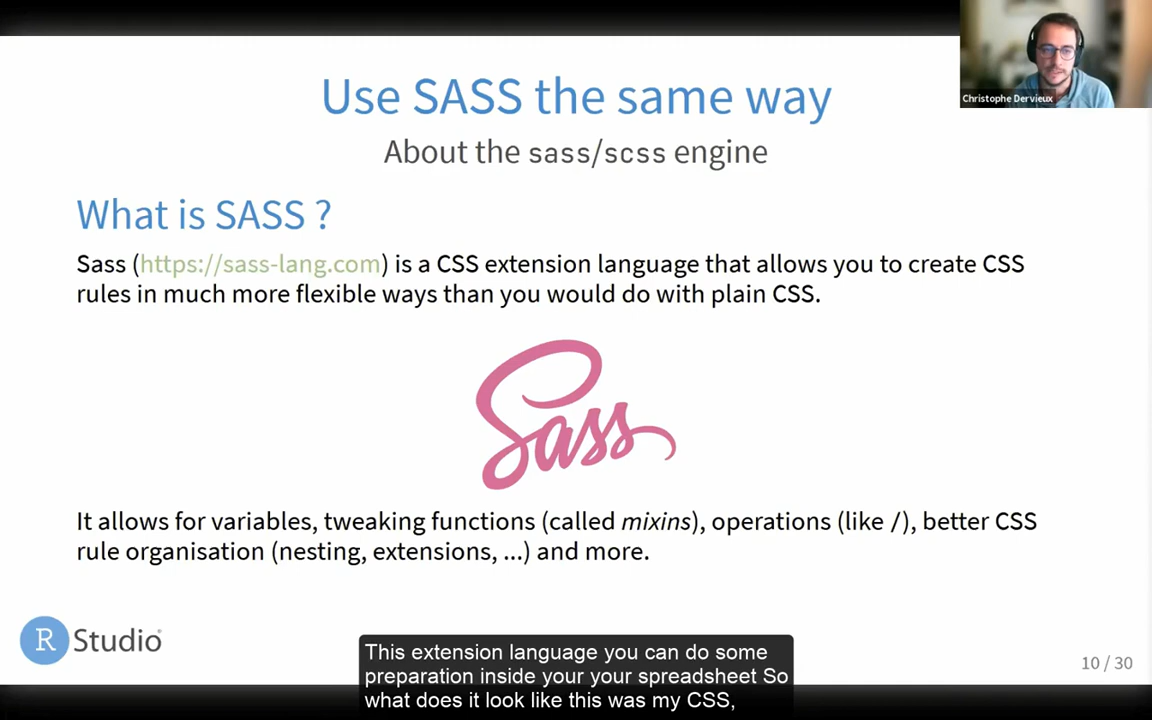 Christophe Dervieux
Use SASS the same way
About the sass/scss engine
What is SASS ?
Sass (https://sass-lang.com) is a CSS extension language that allows you to create CSS
rules in much more flexible ways than you would do with plain CSS.
Sass
It allows for variables, tweaking functions (called mixins), operations (like /), better CSS
rule organisation (nesting, extensions, ...) and more.
R Studio
This extension language you can do some
preparation inside your your spreadsheet So
what does it look like this was my CSS,
10 / 30